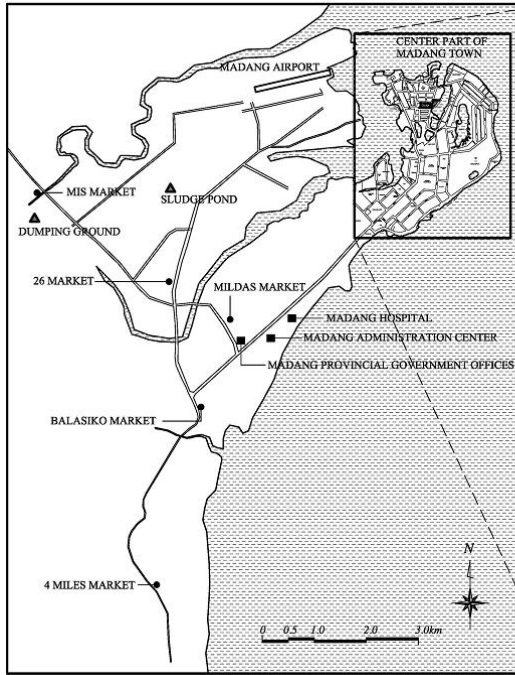 CENTER PART OF
MADANG TOWN
MADANG AIRPORT
MIS MARKET
SLUDGE POND
DUMPING GROUND
26 MARKET
MILDAS MARKET
MADANG HOSPITAL
MADANG ADMINISTRATION CENTER
MADANG PROVINCIAL GOVERNMENT OFFICES
BALASIKO MARKET
4 MILES MARKET
N
0 0.5 1.0 2.0 3.0km